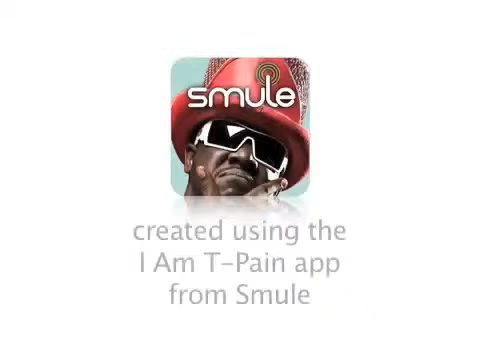 smule
created using the
I Am T-Pain app
from Smule